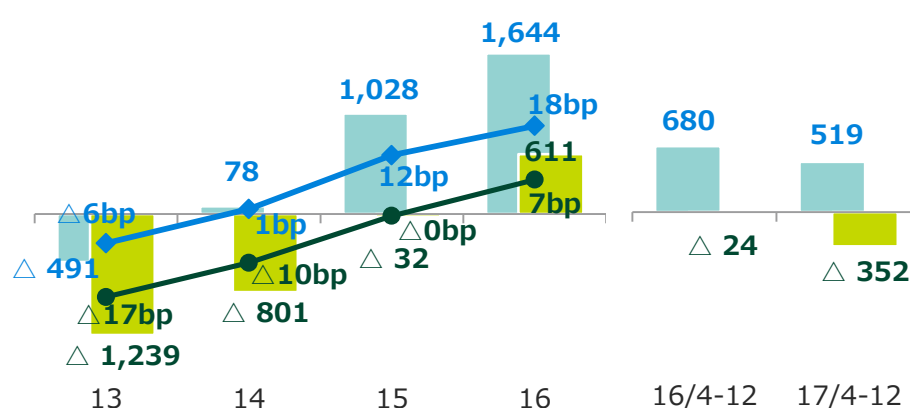 1,644
1,028
18bp
680
519
78
12bp
611
△6bp
1bp
7bp
△0bp
△ 491
△10bp
△ 32
△ 24
△ 352
△17bp
△ 801
△ 1,239
13
14
15
16
16/4-12
17/4-12